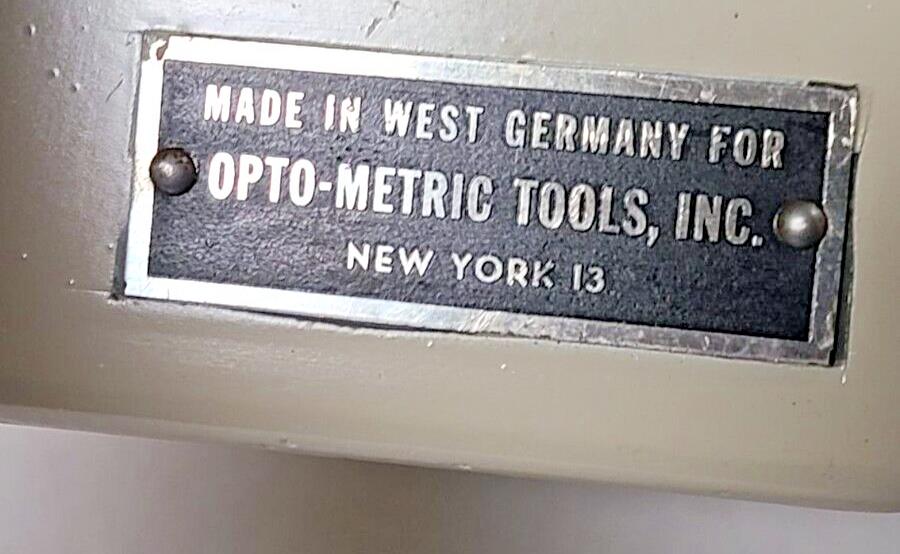 MADE IN WEST GERMANY FOR
OPTO-METRIC TOOLS, INC.
NEW YORK 13